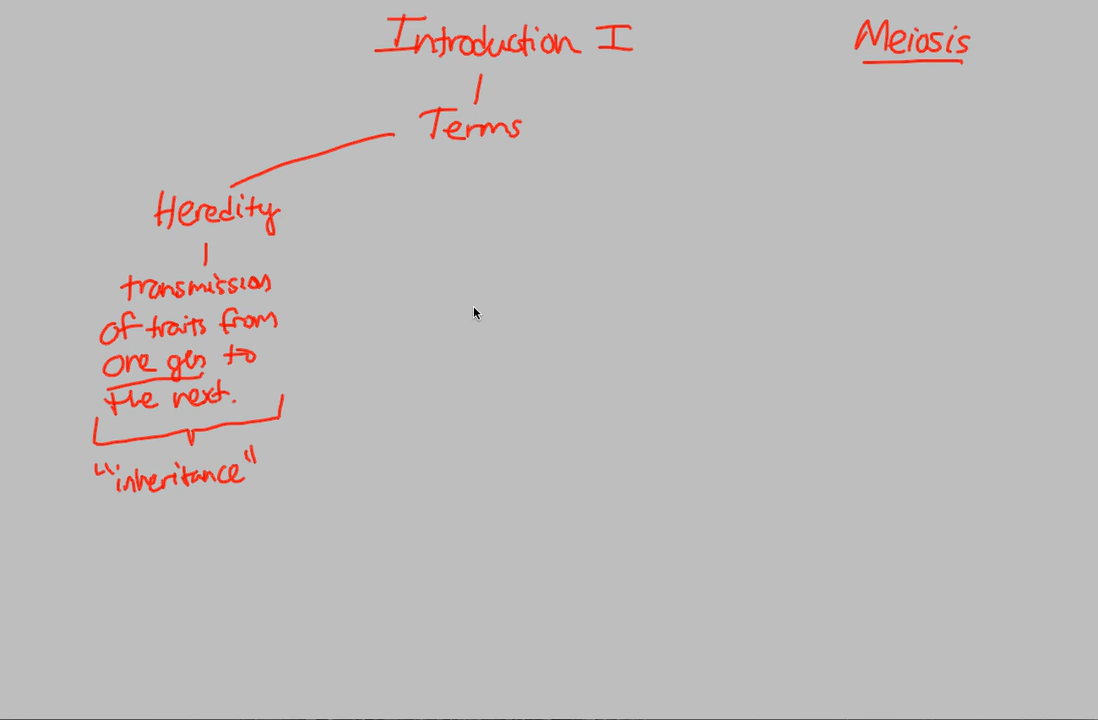 Introduction I
Meiosis
Terms
Heredity
transmission
of traits from
one gen to
the next.
"inheritance"